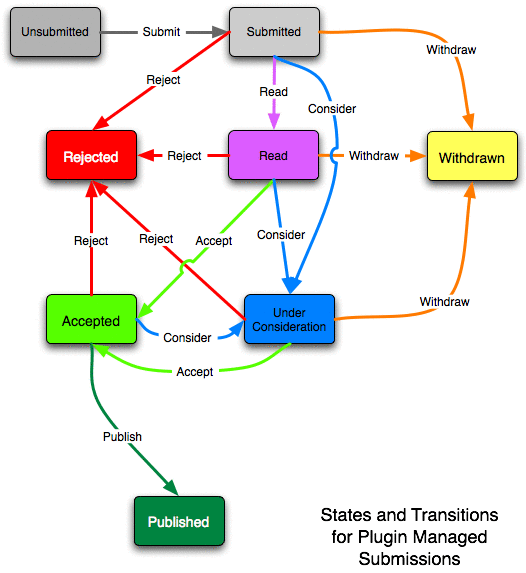 Unsubmitted
Submit
Submitted
Withdraw
Reject
Read
Consider
Rejected
Reject
Read
Withdraw
Withdrawn
Reject
Reject
Accept
Consider
Accepted
Consider
Under
Consideration
Withdraw
Accept
Publish
Published
States and Transitions
for Plugin Managed
Submissions